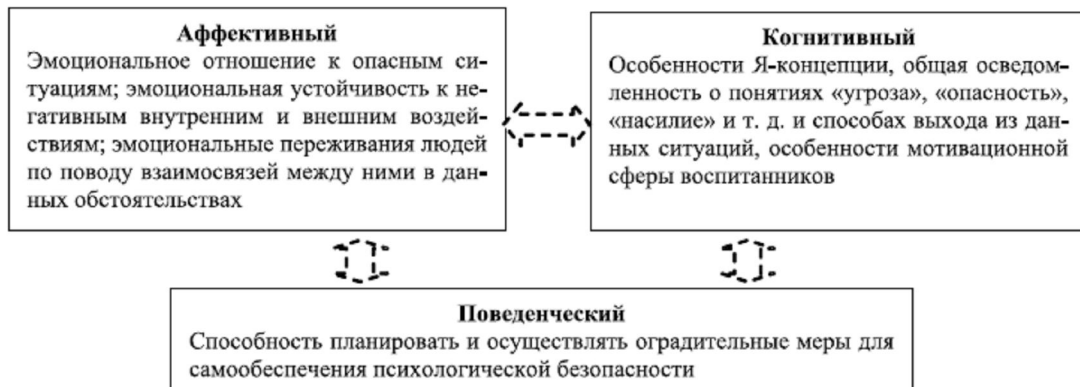 Аффективный
Эмоциональное отношение к опасным си-
туациям; эмоциональная устойчивость к не-
гативным внутренним и внешним воздей-
ствиям; эмоциональные переживания людей
по поводу взаимосвязей между ними в дан-
ных обстоятельствах
Когнитивный
Особенности Я-концепции, общая осведом-
ленность о понятиях «угроза», «опасность»,
«насилие» и т. д. и способах выхода из дан-
ных ситуаций, особенности мотивационной
сферы воспитанников
Поведенческий
Способность планировать и осуществлять оградительные меры для
самообеспечения психологической безопасности